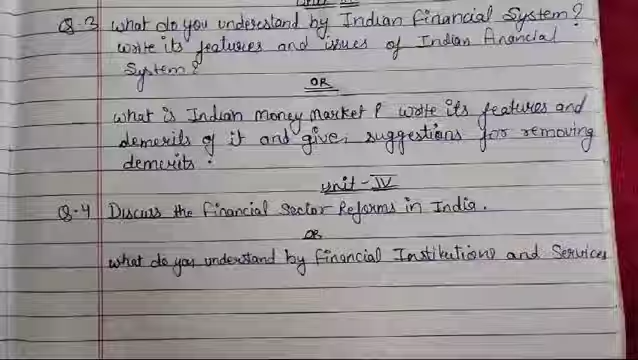 Q.3 what do you understand by Indian financial System?
write its features and issues of Indian financial
System?
OR
what is Indian money market? write its features and
demerits of it and give, suggestions for removing
demerits.
Unit-IV
Q.4 Discuss the financial Sector Reforms in India.
OR
what do you understand by financial Institutions and Services